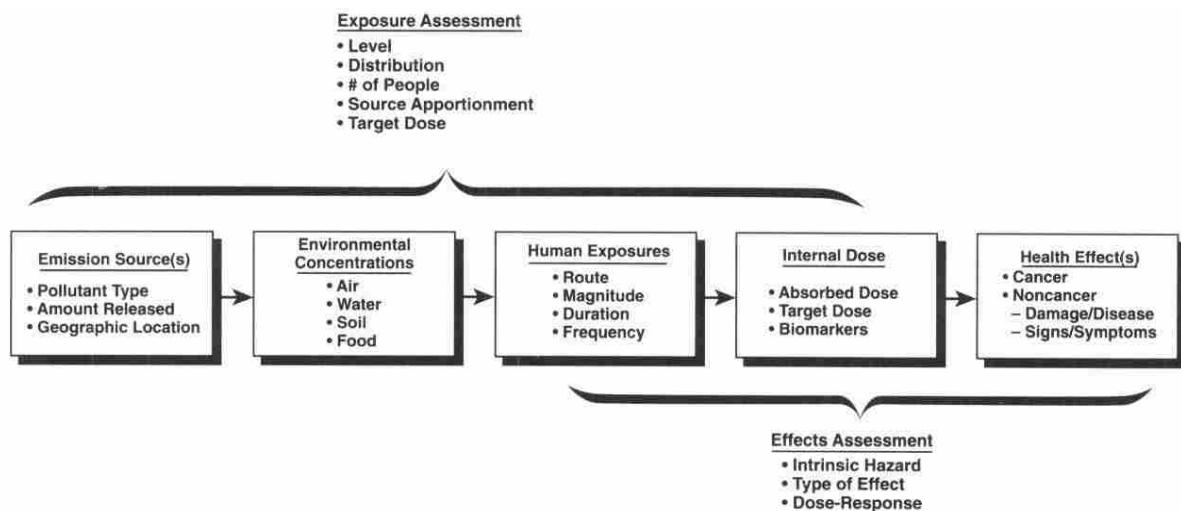 Exposure Assessment
• Level
• Distribution
• # of People
• Source Apportionment
• Target Dose
Emission Source(s)
• Pollutant Type
• Amount Released
• Geographic Location
Environmental
Concentrations
• Air
• Water
• Soil
• Food
Human Exposures
• Route
• Magnitude
• Duration
• Frequency
Internal Dose
• Absorbed Dose
• Target Dose
• Biomarkers
Health Effect(s)
• Cancer
• Noncancer
– Damage/Disease
– Signs/Symptoms
Effects Assessment
• Intrinsic Hazard
• Type of Effect
• Dose-Response